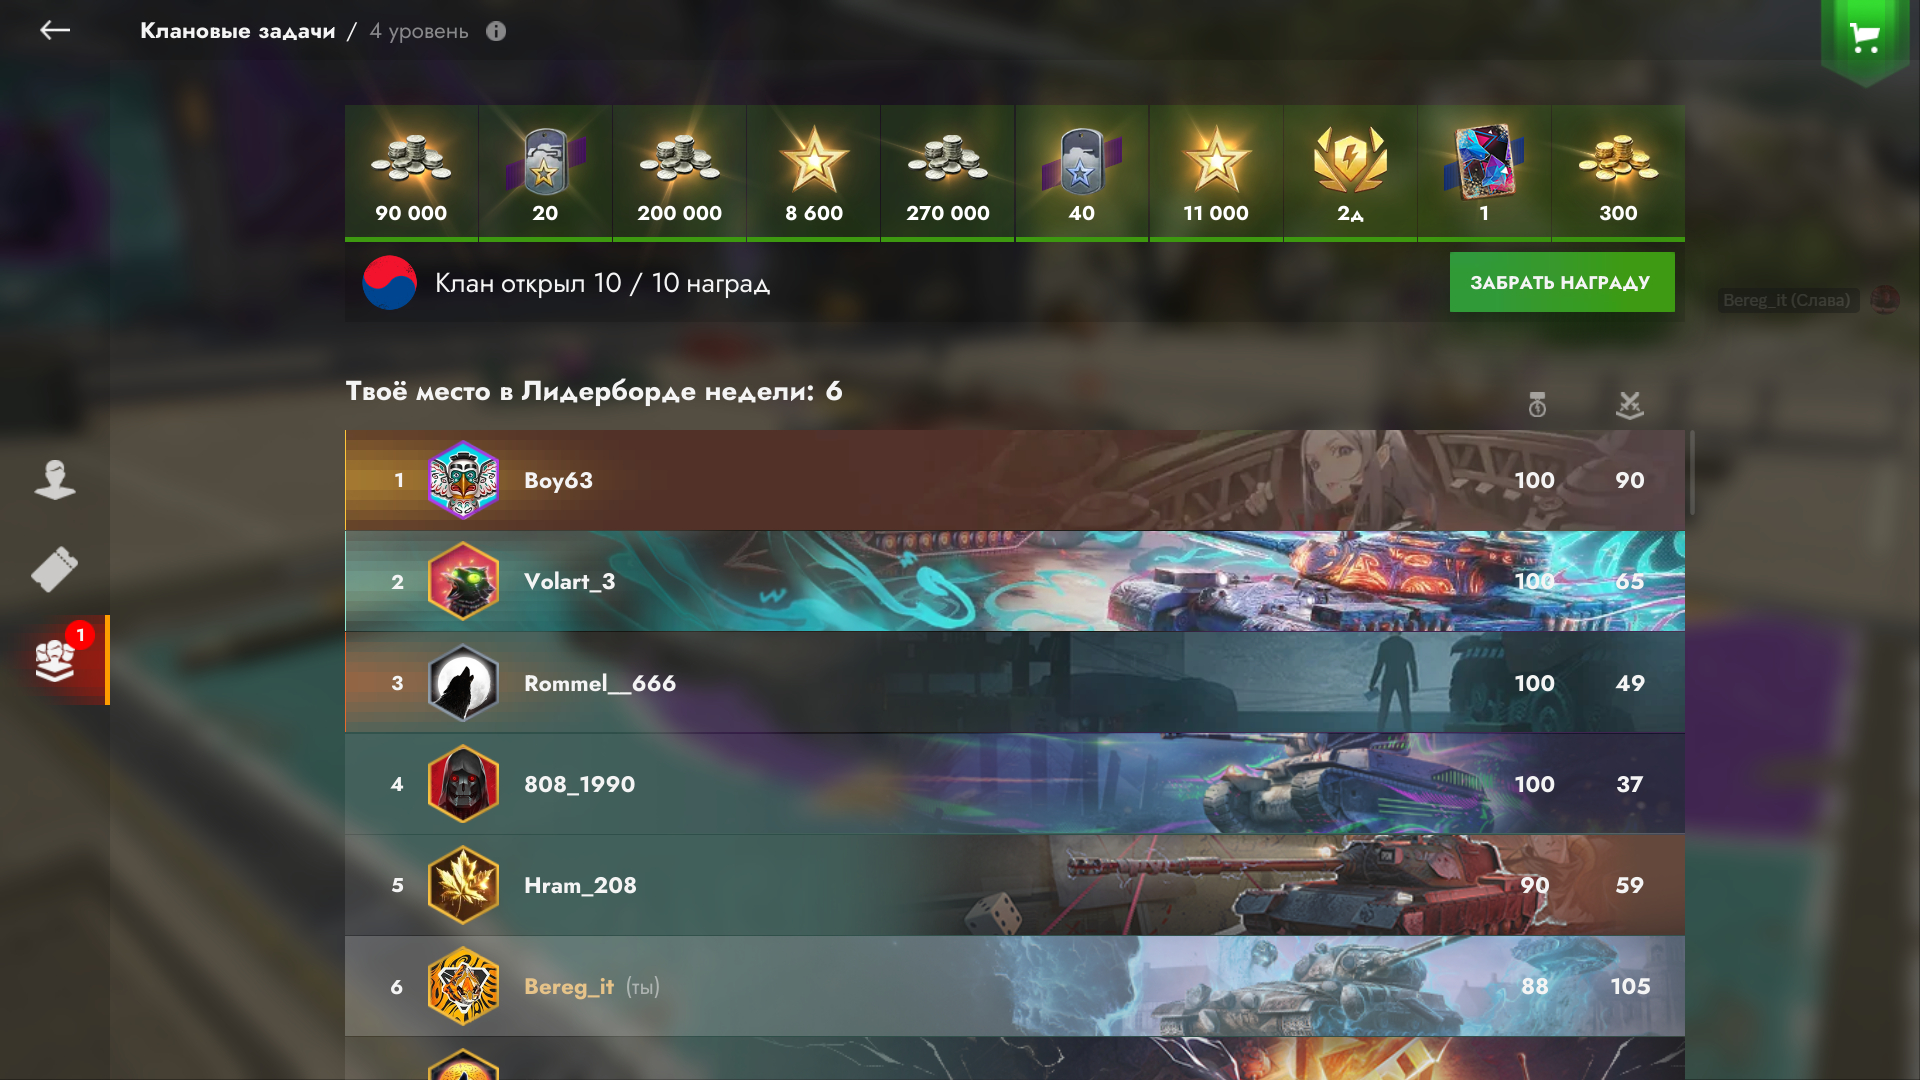 Клановые задачи / 4 уровень
90 000
20
200 000
8 600
270 000
40
11 000
2д
1
300
Клан открыл 10 / 10 наград
ЗАБРАТЬ НАГРАДУ
Bereg_it (Слава)
Твоё место в Лидерборде недели: 6
1 Boy63 100 90
2 Volart_3 100 65
1
3 Rommel__666 100 49
4 808_1990 100 37
5 Hram_208 90 59
6 Bereg_it (ты) 88 105